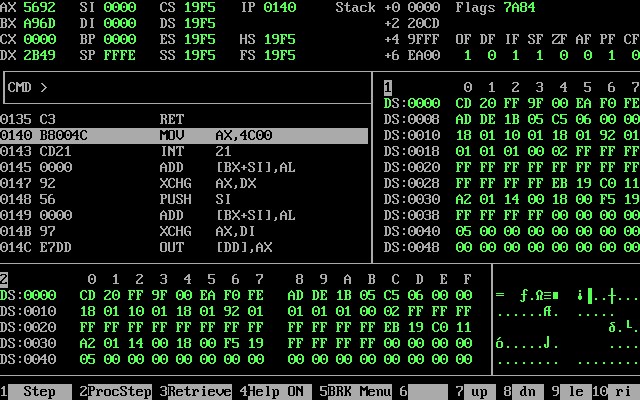 AX 5692 SI 0000 CS 19F5 IP 0140 Stack +0 0000 Flags 7A84
BX A96D DI 0000 DS 19F5 +2 20CD
CX 0000 BP 0000 ES 19F5 HS 19F5 +4 9FFF OF DF IF SF ZF AF PF CF
DX 2B49 SP FFFE SS 19F5 FS 19F5 +6 EA00 1 0 1 1 0 0 1 0
CMD >
0135 C3 RET
0140 B8004C MOV AX,4C00
0143 CD21 INT 21
0145 0000 ADD [BX+SI],AL
0147 92 XCHG AX,DX
0148 56 PUSH SI
0149 0000 ADD [BX+SI],AL
014B 97 XCHG AX,DI
014C E7DD OUT [DD],AX
1 0 1 2 3 4 5 6 7
DS:0000 CD 20 FF 9F 00 EA F0 FE
DS:0008 AD DE 1B 05 C5 06 00 00
DS:0010 18 01 10 01 18 01 92 01
DS:0018 01 01 01 00 02 FF FF FF
DS:0020 FF FF FF FF FF FF FF FF
DS:0028 FF FF FF FF EB 19 C0 11
DS:0030 A2 01 14 00 18 00 F5 19
DS:0038 FF FF FF FF 00 00 00 00
DS:0040 05 00 00 00 00 00 00 00
DS:0048 00 00 00 00 00 00 00 00
2 0 1 2 3 4 5 6 7 8 9 A B C D E F
DS:0000 CD 20 FF 9F 00 EA F0 FE AD DE 1B 05 C5 06 00 00 = ƒ.Ω≡■ ¡▐..┼...
DS:0010 18 01 10 01 18 01 92 01 01 01 01 00 02 FF FF FF ......Æ. ....
DS:0020 FF FF FF FF FF FF FF FF FF FF FF FF EB 19 C0 11 δ.└.
DS:0030 A2 01 14 00 18 00 F5 19 FF FF FF FF 00 00 00 00 ó.....⌡. ....
DS:0040 05 00 00 00 00 00 00 00 00 00 00 00 00 00 00 00 ........ ........
1 Step 2 ProcStep 3 Retrieve 4 Help ON 5 BRK Menu 6 7 up 8 dn 9 le 10 ri